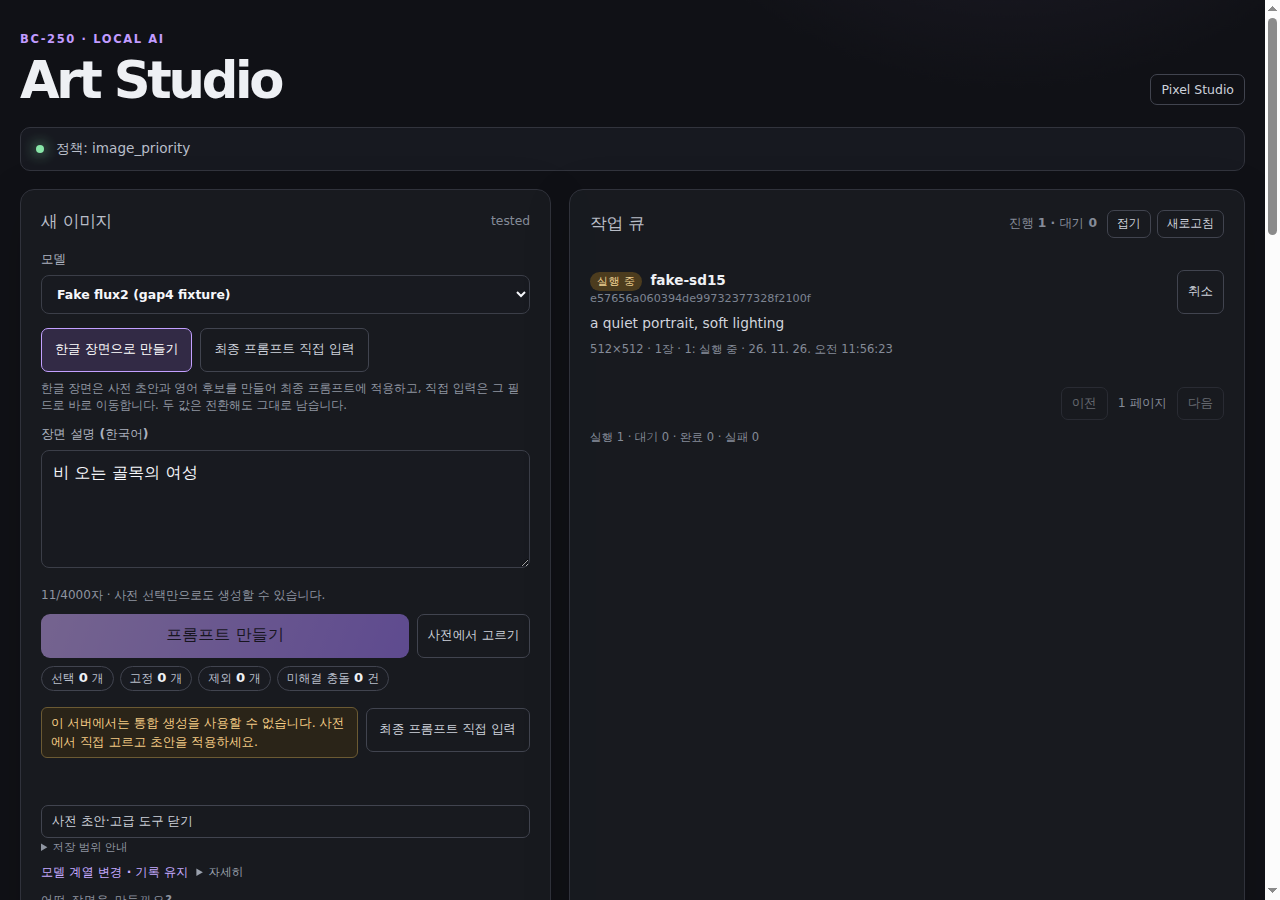 BC-250 · LOCAL AI
Art Studio
Pixel Studio
정책: image_priority
새 이미지
tested
모델
Fake flux2 (gap4 fixture)
한글 장면으로 만들기
최종 프롬프트 직접 입력
한글 장면은 사전 초안과 영어 후보를 만들어 최종 프롬프트에 적용하고, 직접 입력은 그 필
드로 바로 이동합니다. 두 값은 전환해도 그대로 남습니다.
장면 설명 (한국어)
비 오는 골목의 여성
11/4000자 · 사전 선택만으로도 생성할 수 있습니다.
프롬프트 만들기
사전에서 고르기
선택 0 개
고정 0 개
제외 0 개
미해결 충돌 0 건
이 서버에서는 통합 생성을 사용할 수 없습니다. 사전
에서 직접 고르고 초안을 적용하세요.
최종 프롬프트 직접 입력
사전 초안·고급 도구 닫기
저장 범위 안내
모델 계열 변경 · 기록 유지
자세히
어떤 장면을 만들까요?
작업 큐
진행 1 · 대기 0
접기
새로고침
실행 중
fake-sd15
e57656a060394de99732377328f2100f
취소
a quiet portrait, soft lighting
512×512 · 1장 · 1: 실행 중 · 26. 11. 26. 오전 11:56:23
이전
1 페이지
다음
실행 1 · 대기 0 · 완료 0 · 실패 0